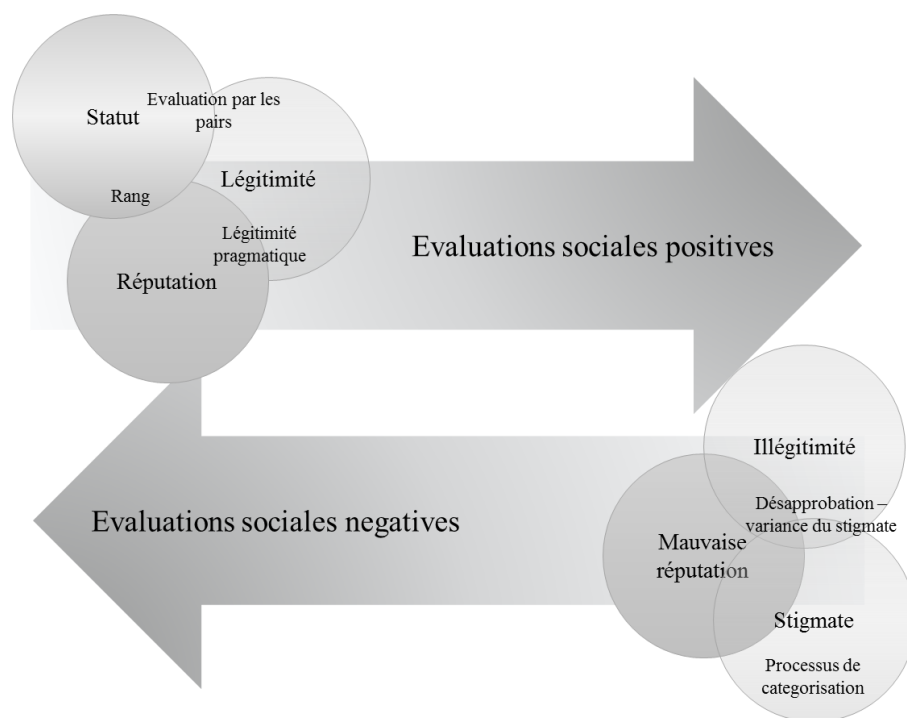 Statut
Evaluation par les
pairs
Légitimité
Rang
Légitimité
pragmatique
Réputation
Evaluations sociales positives
Illégitimité
Désapprobation –
variance du stigmate
Evaluations sociales negatives
Mauvaise
réputation
Stigmate
Processus de
categorisation